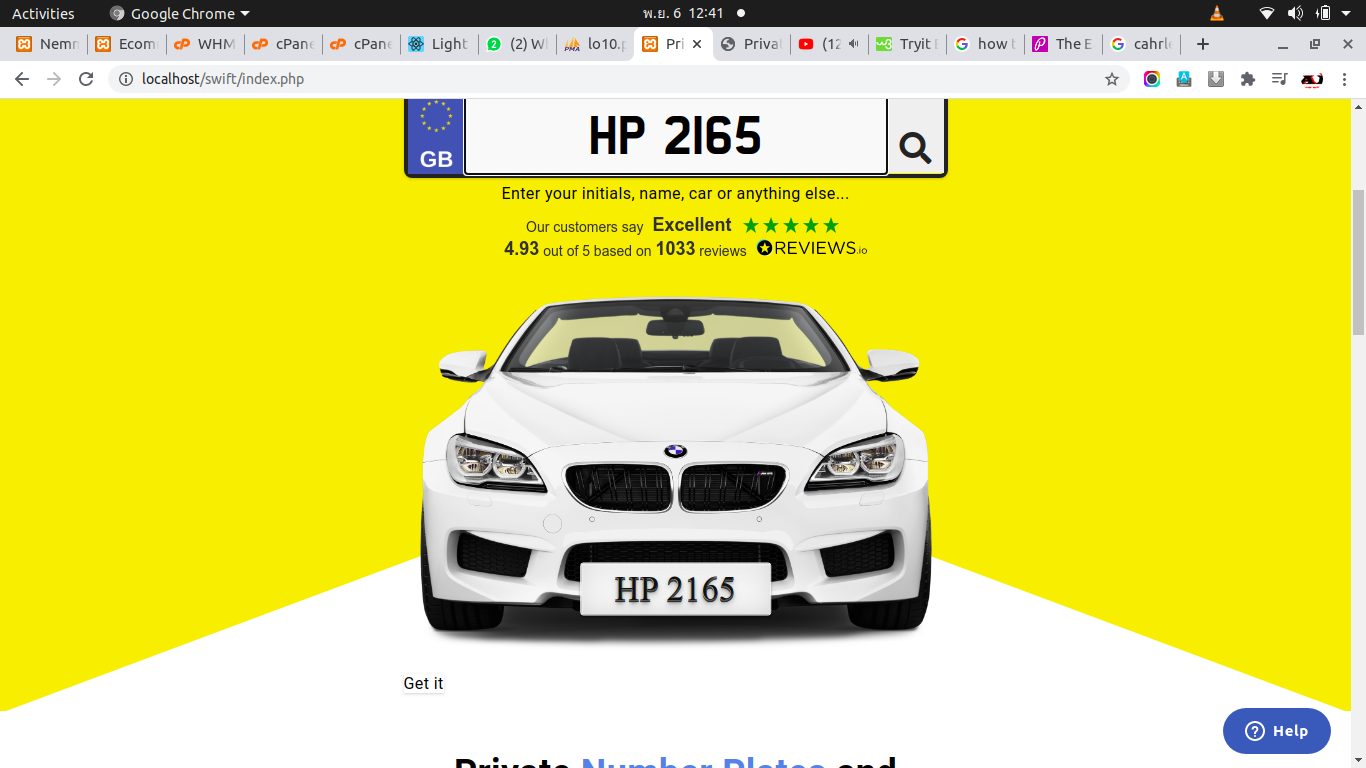 Activities Google Chrome พ.ย. 6 12:41
Nemn Ecom WHM cPane cPane Light (2) W lo10.p Pri Privat (12 Tryit E how t The E cahrle
localhost/swift/index.php
GB HP 2165
Enter your initials, name, car or anything else...
Our customers say Excellent
4.93 out of 5 based on 1033 reviews REVIEWS.io
HP 2165
Get it
Help
Private Number Plates and